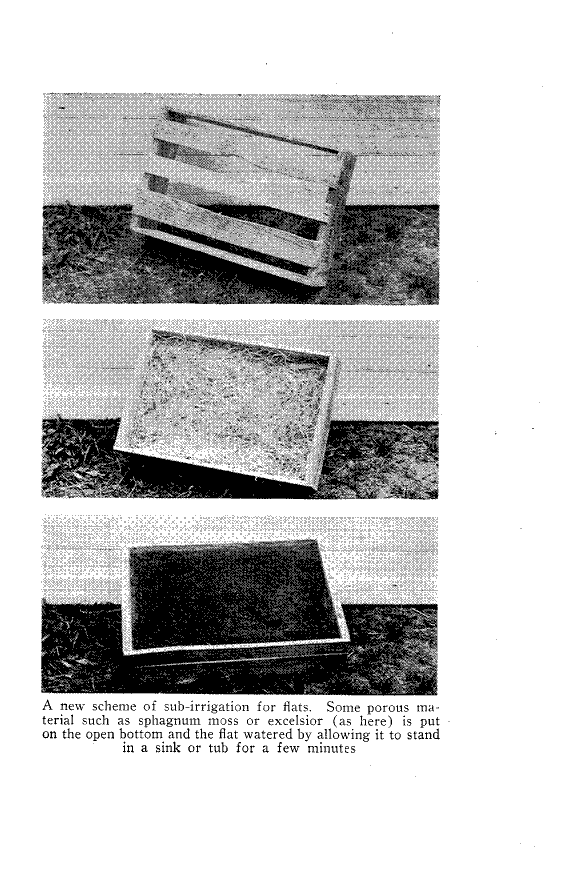 A new scheme of sub-irrigation for flats. Some porous ma-
terial such as sphagnum moss or excelsior (as here) is put
on the open bottom and the flat watered by allowing it to stand
in a sink or tub for a few minutes